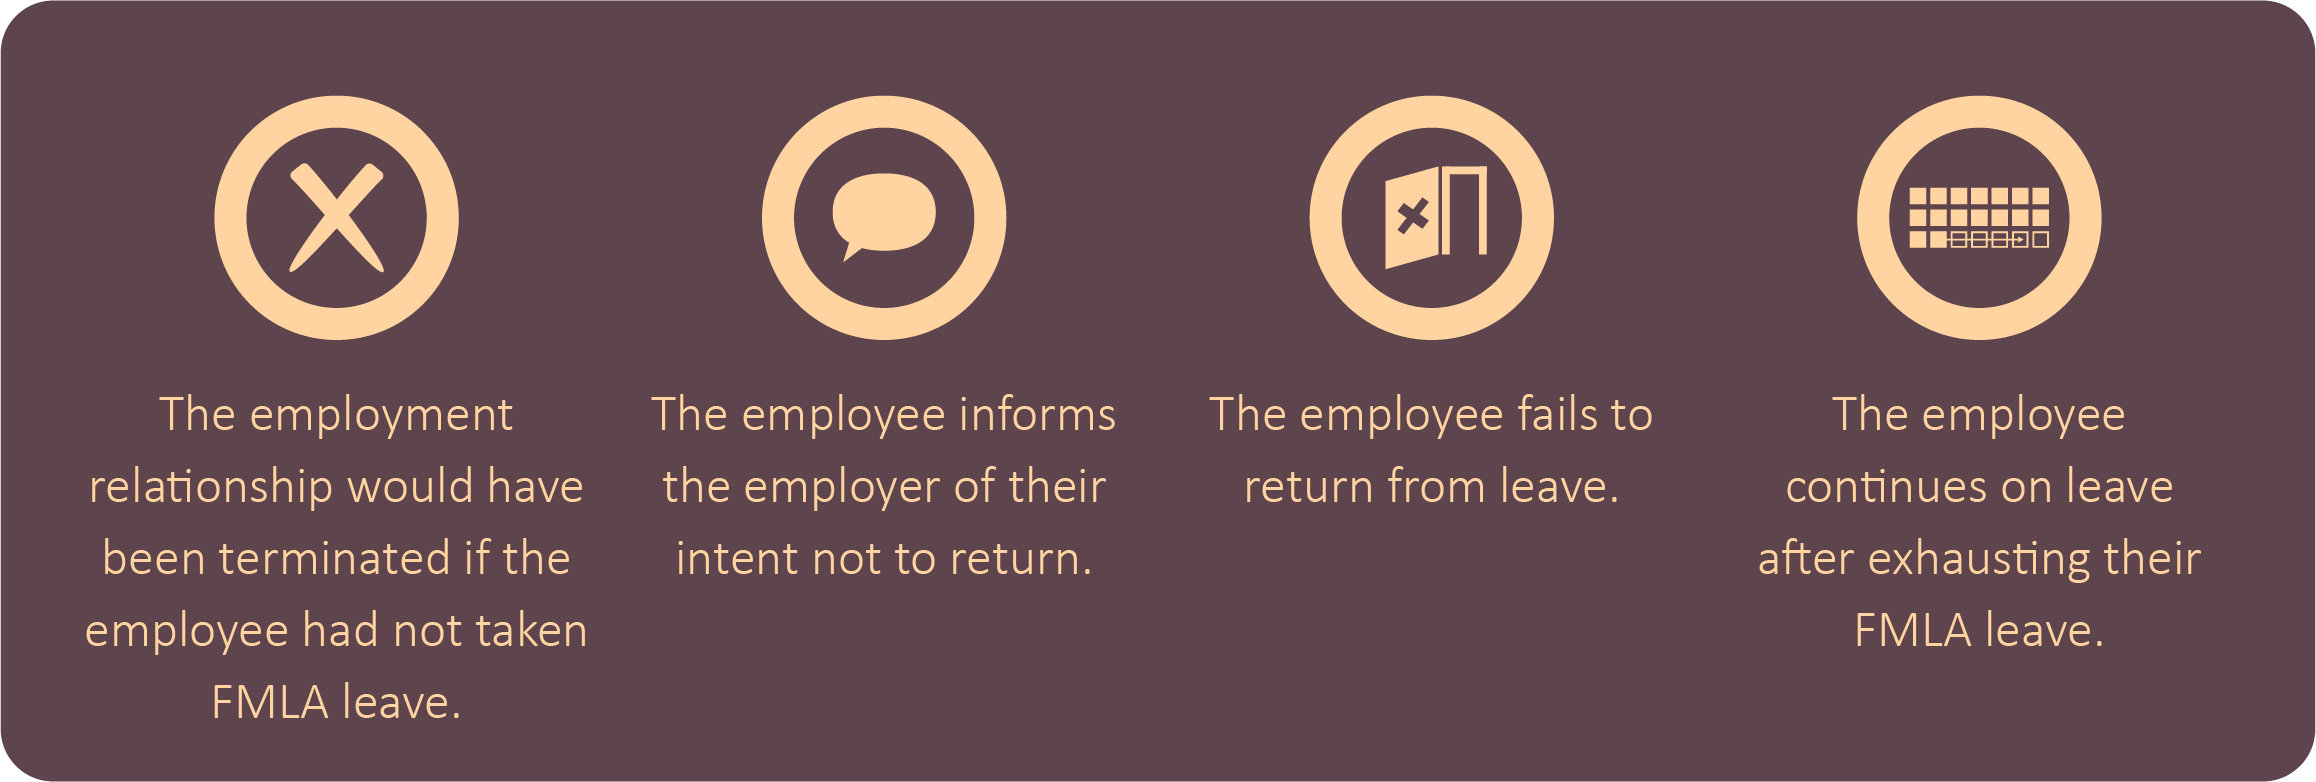 The employment
relationship would have
been terminated if the
employee had not taken
FMLA leave.
The employee informs
the employer of their
intent not to return.
The employee fails to
return from leave.
The employee
continues on leave
after exhausting their
FMLA leave.